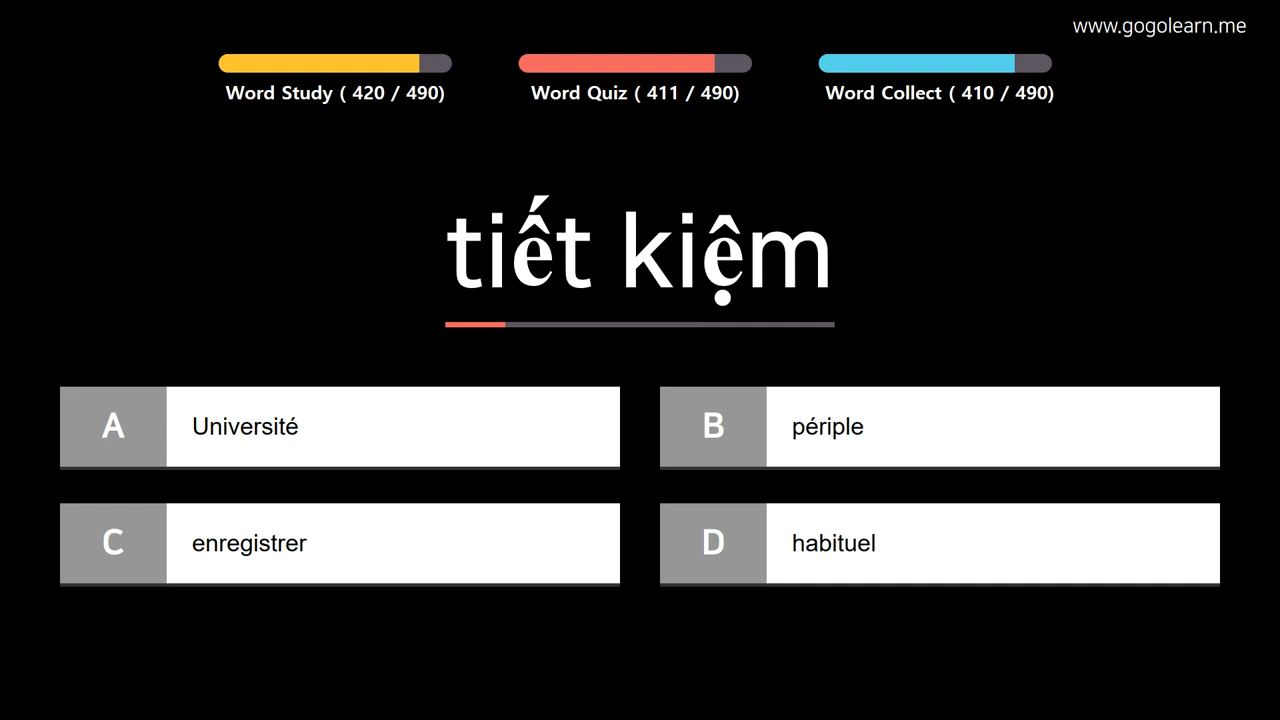 www.gogolearn.me
Word Study ( 420 / 490)
Word Quiz ( 411 / 490)
Word Collect ( 410 / 490)
tiết kiệm
A Université
B périple
C enregistrer
D habituel